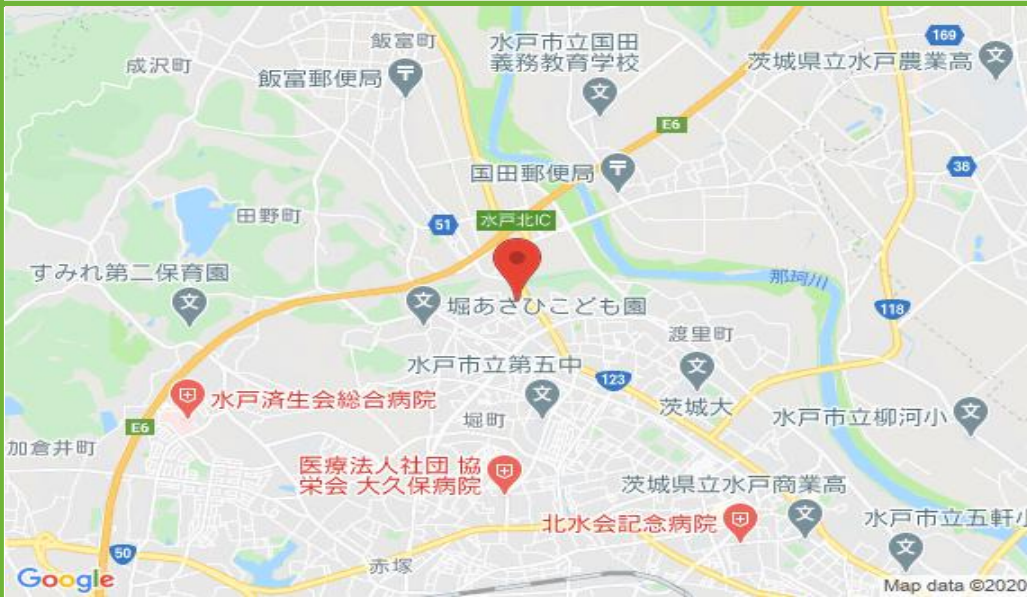 飯富町
水戸市立国田
義務教育学校
169
茨城県立水戸農業高
成沢町
飯富郵便局
E6
国田郵便局
38
田野町
51
水戸北IC
すみれ第二保育園
那珂川
堀あさひこども園
118
渡里町
水戸市立第五中
123
水戸済生会総合病院
茨城大
水戸市立柳河小
E6
堀町
加倉井町
医療法人社団 協
栄会 大久保病院
茨城県立水戸商業高
北水会記念病院
水戸市立五軒小
50
赤塚
Google
Map data ©2020